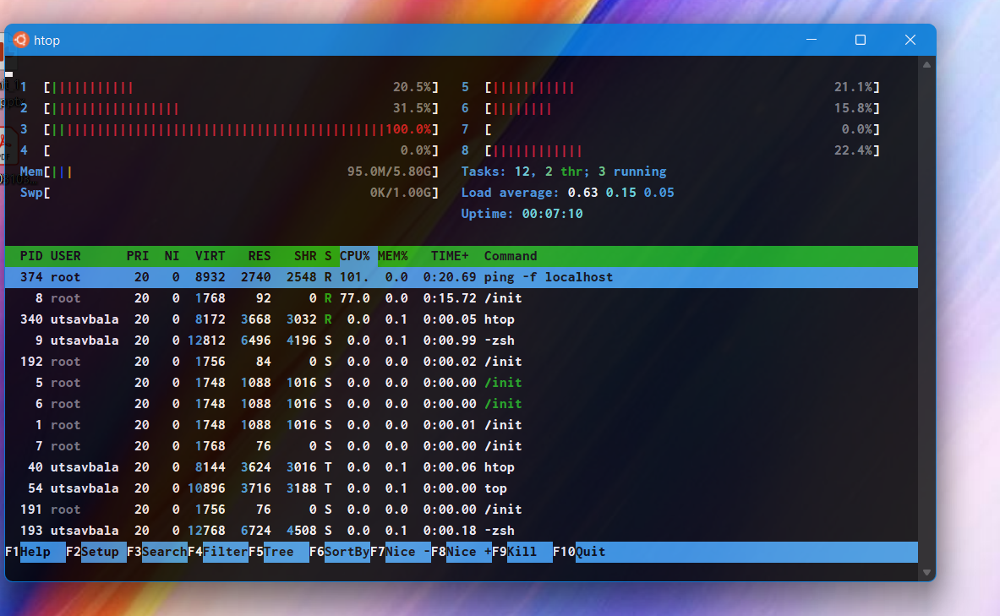 htop
1 [||||||||||| 20.5%] 5 [||||||||||| 21.1%]
2 [||||||||||||||||| 31.5%] 6 [|||||||| 15.8%]
3 [||||||||||||||||||||||||||||||||||||||||||||100.0%] 7 [ 0.0%]
4 [ 0.0%] 8 [|||||||||||| 22.4%]
Mem[||| 95.0M/5.80G] Tasks: 12, 2 thr; 3 running
Swp[ 0K/1.00G] Load average: 0.63 0.15 0.05
Uptime: 00:07:10
PID USER PRI NI VIRT RES SHR S CPU% MEM% TIME+ Command
374 root 20 0 8932 2740 2548 R 101. 0.0 0:20.69 ping -f localhost
8 root 20 0 1768 92 0 R 77.0 0.0 0:15.72 /init
340 utsavbala 20 0 8172 3668 3032 R 0.0 0.1 0:00.05 htop
9 utsavbala 20 0 12812 6496 4196 S 0.0 0.1 0:00.99 -zsh
192 root 20 0 1756 84 0 S 0.0 0.0 0:00.02 /init
5 root 20 0 1748 1088 1016 S 0.0 0.0 0:00.00 /init
6 root 20 0 1748 1088 1016 S 0.0 0.0 0:00.00 /init
1 root 20 0 1748 1088 1016 S 0.0 0.0 0:00.01 /init
7 root 20 0 1768 76 0 S 0.0 0.0 0:00.00 /init
40 utsavbala 20 0 8144 3624 3016 T 0.0 0.1 0:00.06 htop
54 utsavbala 20 0 10896 3716 3188 T 0.0 0.1 0:00.00 top
191 root 20 0 1756 76 0 S 0.0 0.0 0:00.00 /init
193 utsavbala 20 0 12768 6724 4508 S 0.0 0.1 0:00.18 -zsh
F1Help F2Setup F3SearchF4FilterF5Tree F6SortByF7Nice -F8Nice +F9Kill F10Quit